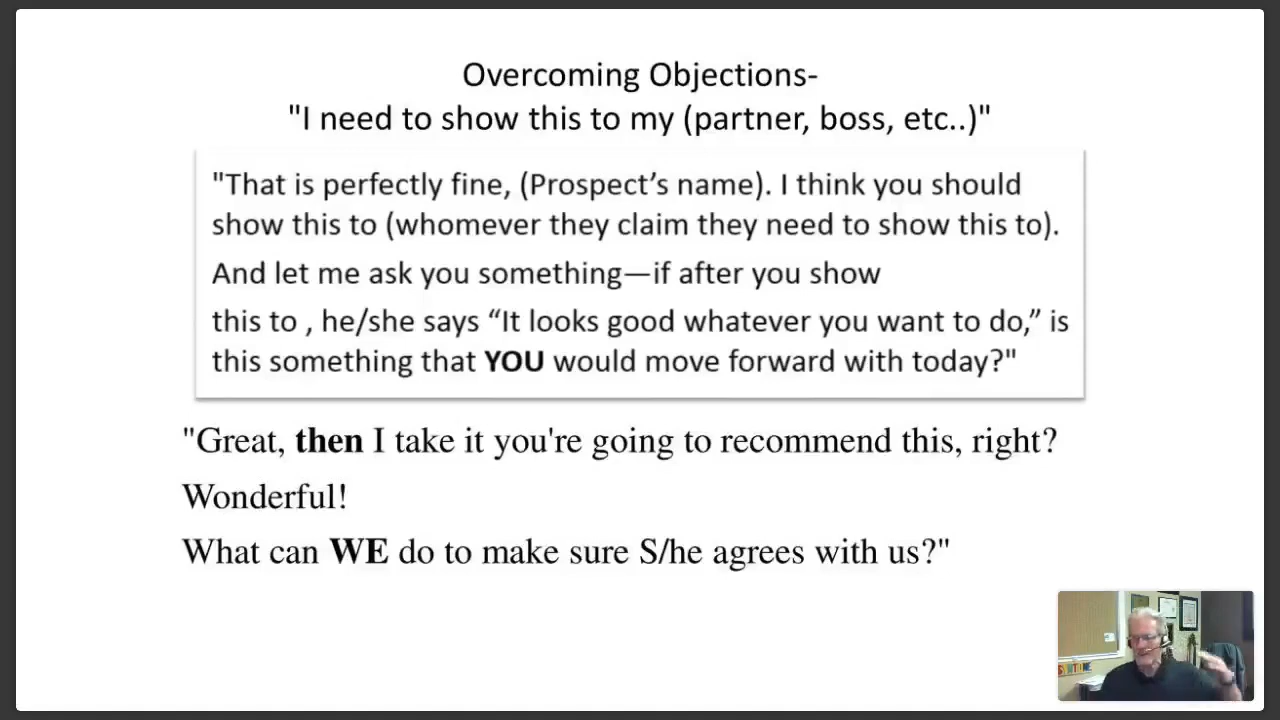 Overcoming Objections-
"I need to show this to my (partner, boss, etc..)"
"That is perfectly fine, (Prospect’s name). I think you should
show this to (whomever they claim they need to show this to).
And let me ask you something—if after you show
this to , he/she says “It looks good whatever you want to do,” is
this something that YOU would move forward with today?"
"Great, then I take it you're going to recommend this, right?
Wonderful!
What can WE do to make sure S/he agrees with us?"